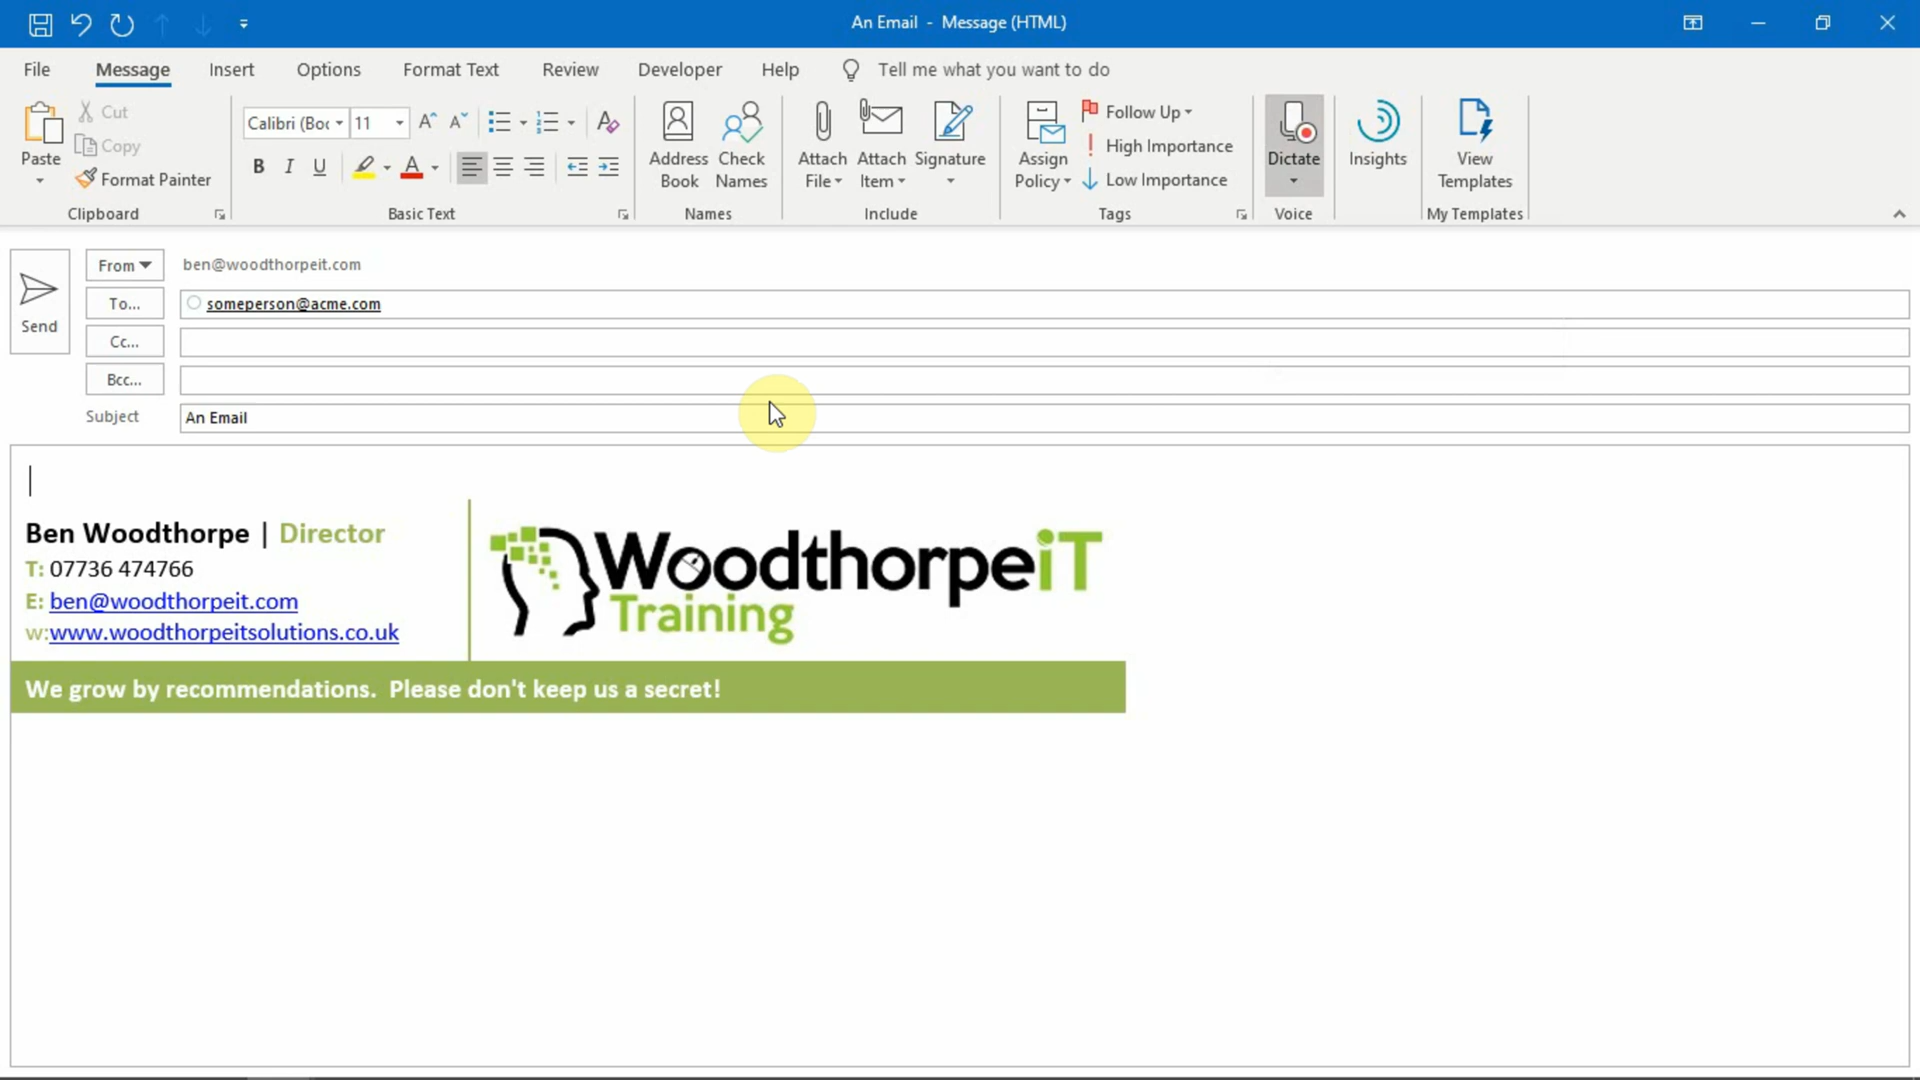 An Email - Message (HTML)
File Message Insert Options Format Text Review Developer Help Tell me what you want to do
Paste
Cut
Copy
Format Painter
Clipboard
Calibri (Boc 11
B I U A
Basic Text
Address Book
Check Names
Names
Attach File
Attach Item
Signature
Include
Assign Policy
Follow Up
High Importance
Low Importance
Tags
Dictate
Voice
Insights
View Templates
My Templates
Send
From ben@woodthorpeit.com
To... someperson@acme.com
Cc...
Bcc...
Subject An Email
Ben Woodthorpe | Director
T: 07736 474766
E: ben@woodthorpeit.com
w:www.woodthorpeitsolutions.co.uk
WoodthorpeiT
Training
We grow by recommendations. Please don't keep us a secret!